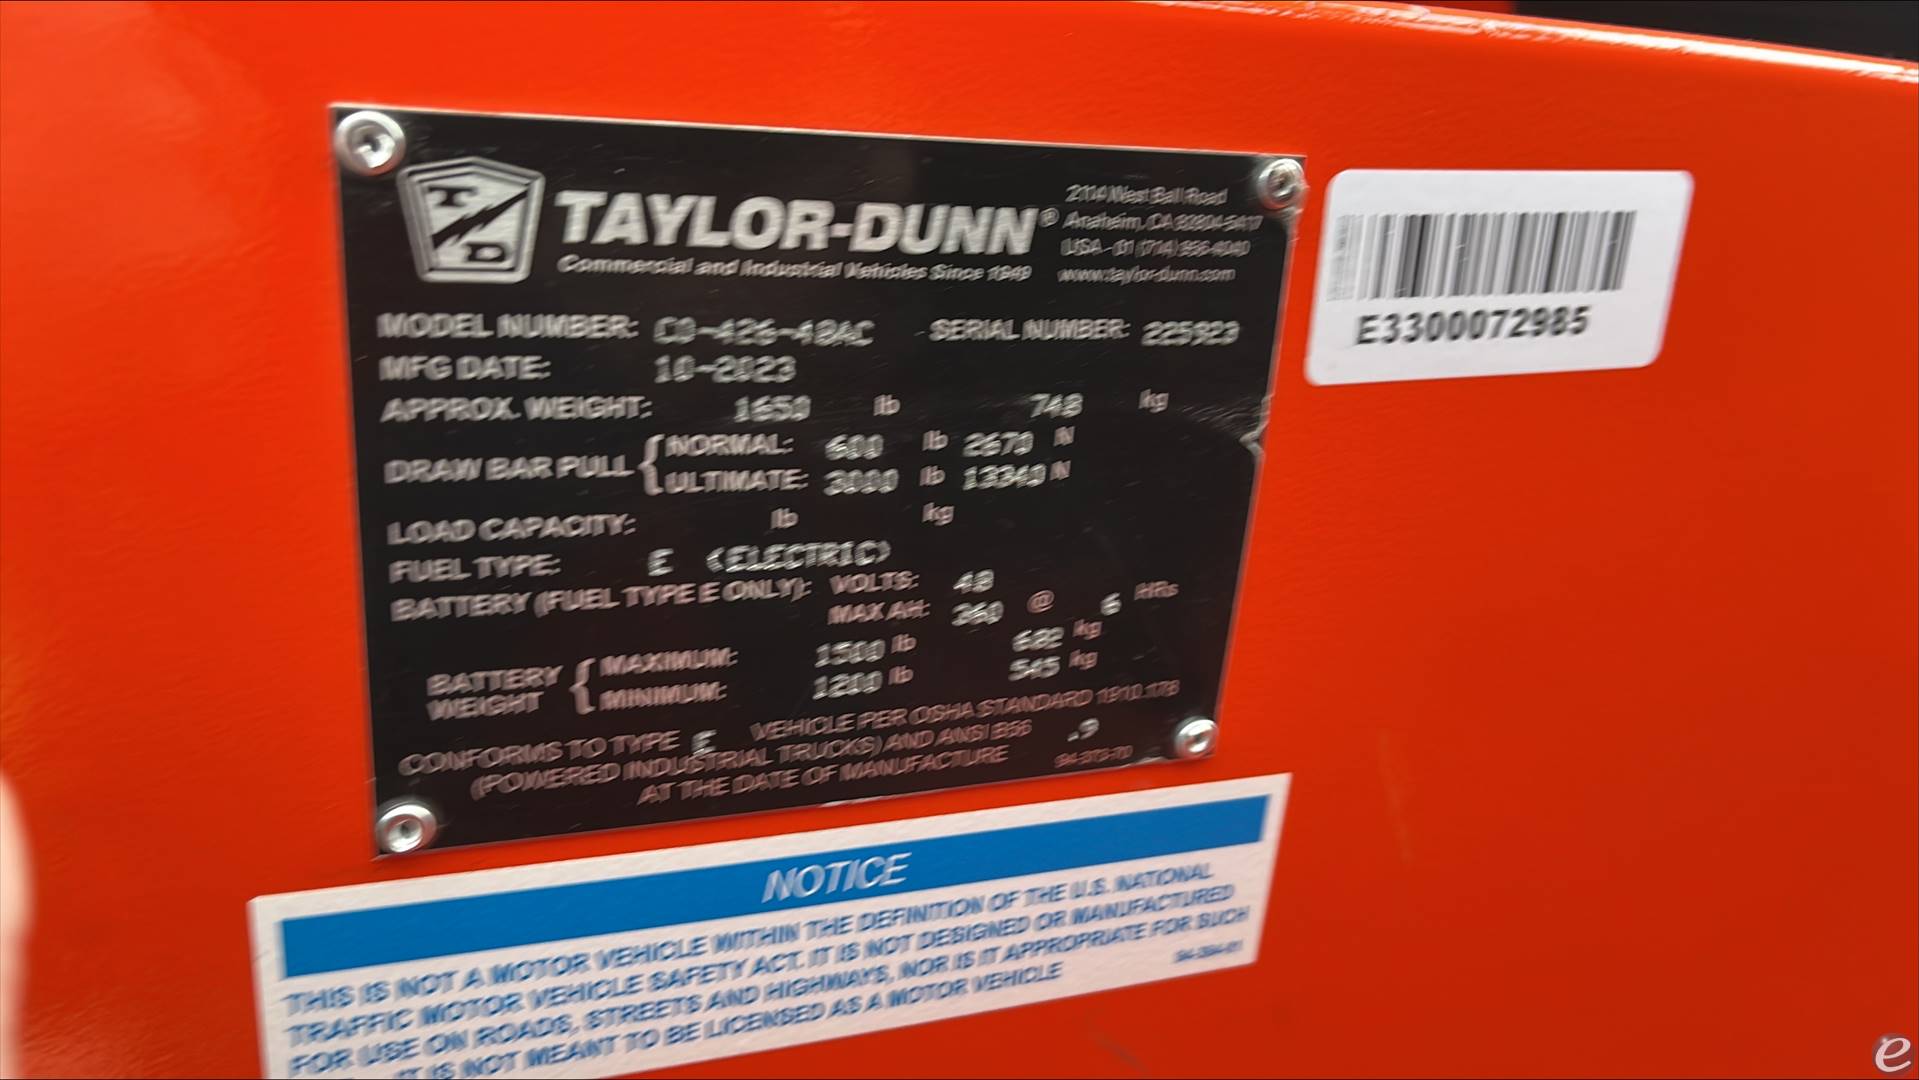 TAYLOR-DUNN®
Commercial and Industrial Vehicles Since 1949
2114 West Ball Road
Anaheim, CA 92804-5417
USA - 01 (714) 956-4040
www.taylor-dunn.com
MODEL NUMBER: C0-426-48AC SERIAL NUMBER: 225923
MFG DATE: 10-2023
APPROX. WEIGHT: 1650 lb 748 kg
DRAW BAR PULL { NORMAL: 600 lb 2670 N
ULTIMATE: 3000 lb 13340 N
LOAD CAPACITY: lb kg
FUEL TYPE: E (ELECTRIC)
BATTERY (FUEL TYPE E ONLY): VOLTS: 48
MAX AH: 360 @ 6 HRs
BATTERY WEIGHT { MAXIMUM: 1500 lb 682 kg
MINIMUM: 1200 lb 545 kg
CONFORMS TO TYPE E VEHICLE PER OSHA STANDARD 1910.178
(POWERED INDUSTRIAL TRUCKS) AND ANSI B56 .9
AT THE DATE OF MANUFACTURE 94-373-70
E3300072985
NOTICE
THIS IS NOT A MOTOR VEHICLE WITHIN THE DEFINITION OF THE U.S. NATIONAL
TRAFFIC MOTOR VEHICLE SAFETY ACT. IT IS NOT DESIGNED OR MANUFACTURED
FOR USE ON ROADS, STREETS AND HIGHWAYS, NOR IS IT APPROPRIATE FOR SUCH
IT IS NOT MEANT TO BE LICENSED AS A MOTOR VEHICLE
e